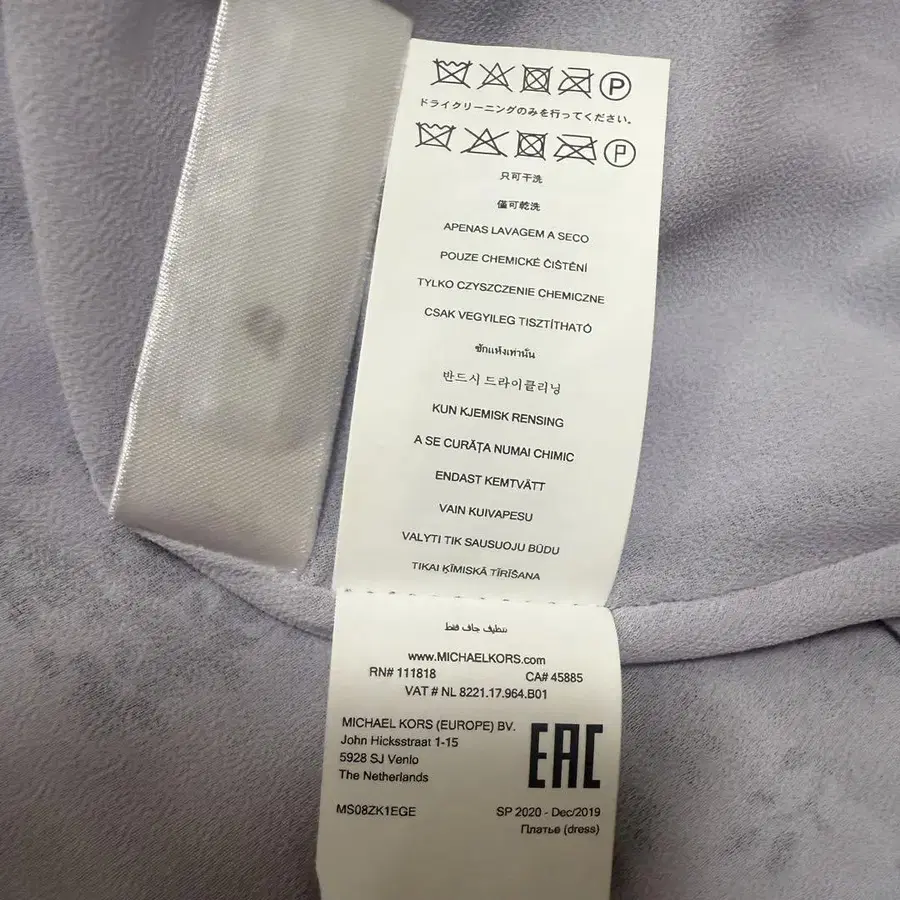 P
ドライクリーニングのみを行ってください。
P
只可干洗
僅可乾洗
APENAS LAVAGEM A SECO
POUZE CHEMICKÉ ČIŠTĚNÍ
TYLKO CZYSZCZENIE CHEMICZNE
CSAK VEGYILEG TISZTÍTHATÓ
ซักแห้งเท่านั้น
반드시 드라이클리닝
KUN KJEMISK RENSING
A SE CURĂŢA NUMAI CHIMIC
ENDAST KEMTVÄTT
VAIN KUIVAPESU
VALYTI TIK SAUSUOJU BŪDU
TIKAI ĶĪMISKĀ TĪRĪŠANA
تنظيف جاف فقط
www.MICHAELKORS.com
RN# 111818 CA# 45885
VAT # NL 8221.17.964.B01
MICHAEL KORS (EUROPE) BV.
John Hicksstraat 1-15
5928 SJ Venlo
The Netherlands
EAC
MS08ZK1EGE SP 2020 - Dec/2019
Платье (dress)